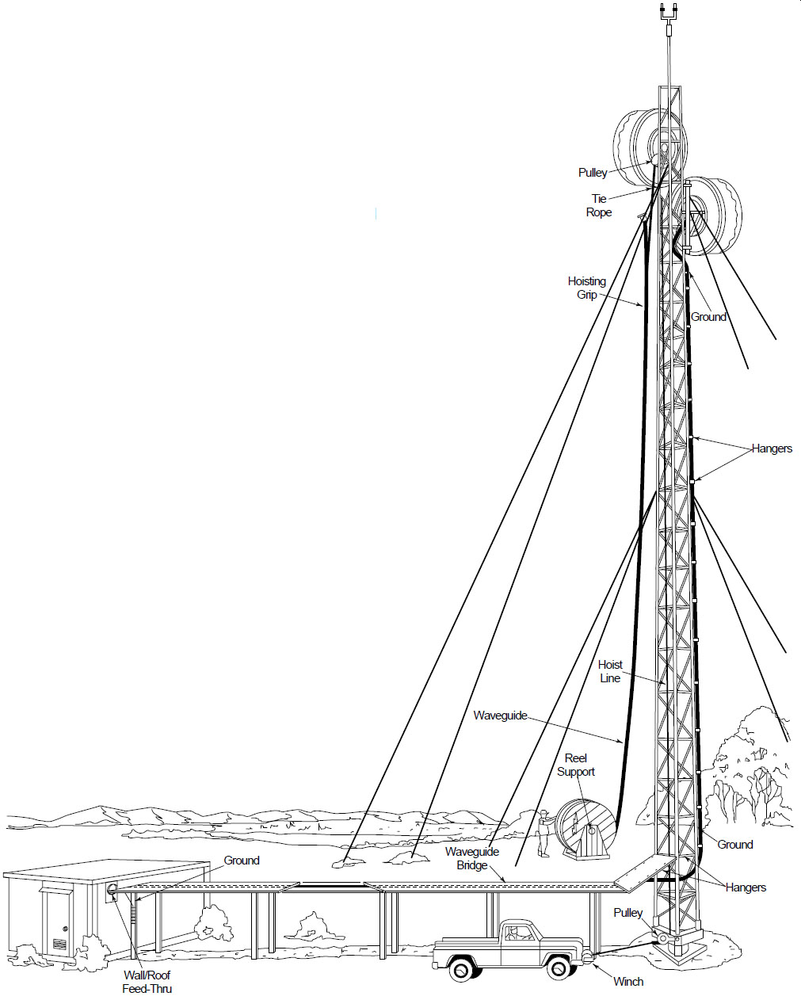 Pulley
Tie
Rope
Hoisting
Grip
Ground
Hangers
Hoist
Line
Waveguide
Reel
Support
Waveguide
Bridge
Ground
Ground
Hangers
Pulley
Wall/Roof
Feed-Thru
Winch